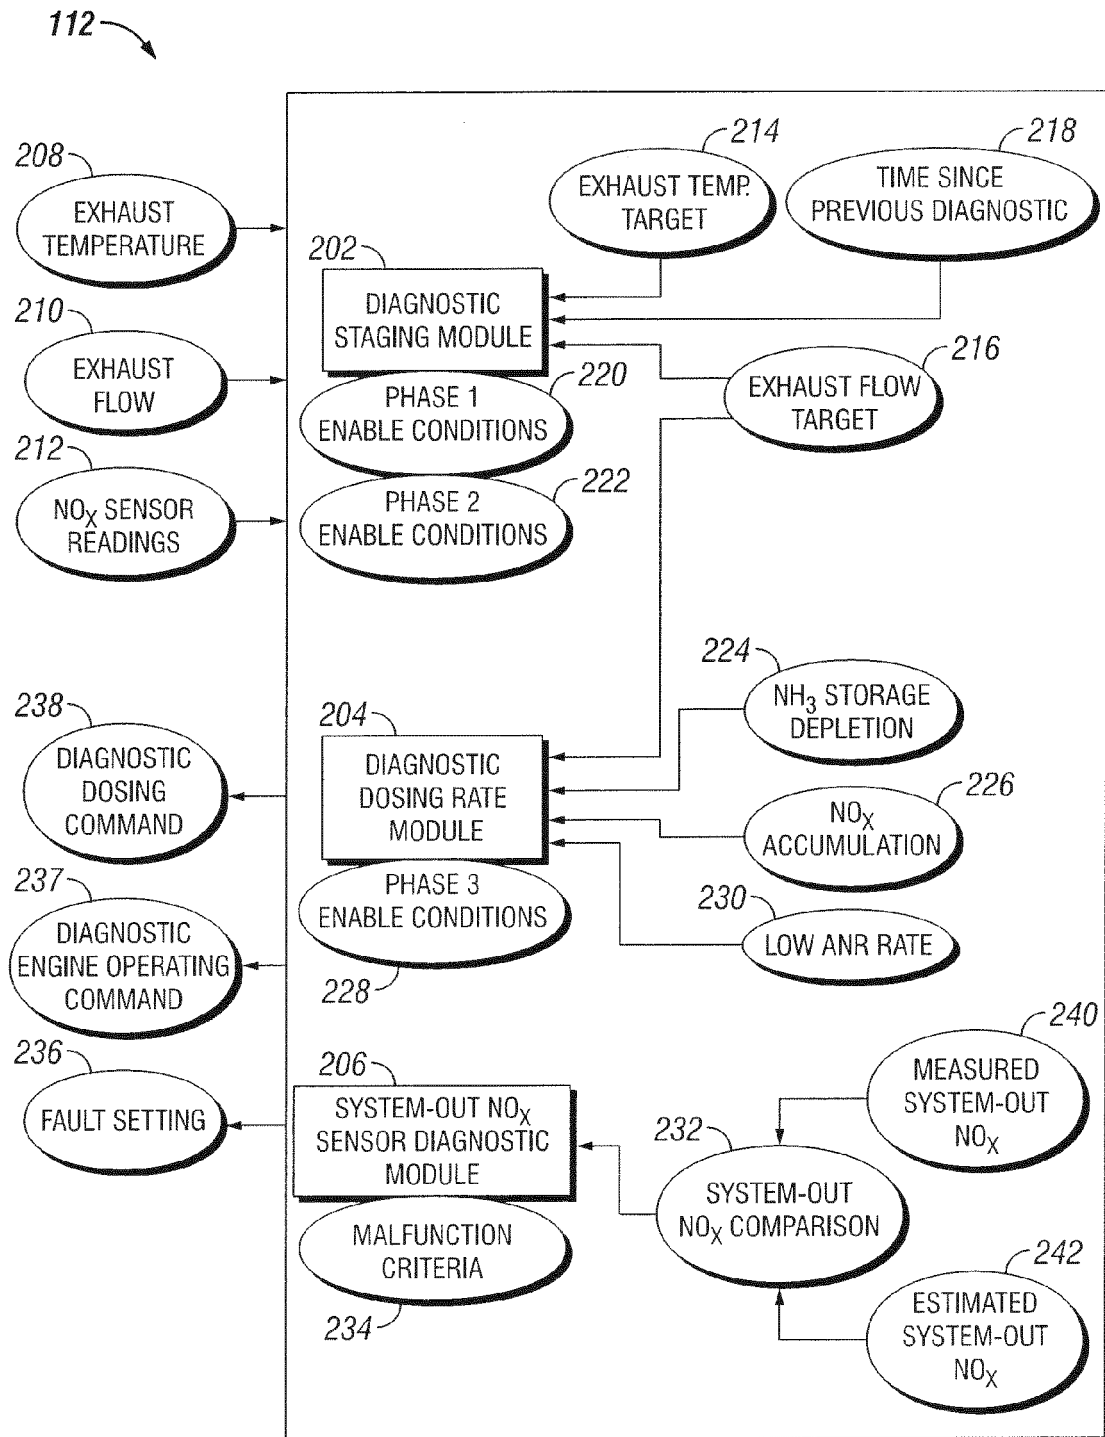 112
208
EXHAUST
TEMPERATURE
210
EXHAUST
FLOW
212
NOX SENSOR
READINGS
214
EXHAUST TEMP.
TARGET
218
TIME SINCE
PREVIOUS DIAGNOSTIC
202
DIAGNOSTIC
STAGING MODULE
216
EXHAUST FLOW
TARGET
220
PHASE 1
ENABLE CONDITIONS
222
PHASE 2
ENABLE CONDITIONS
238
DIAGNOSTIC
DOSING
COMMAND
237
DIAGNOSTIC
ENGINE OPERATING
COMMAND
236
FAULT SETTING
204
DIAGNOSTIC
DOSING RATE
MODULE
PHASE 3
ENABLE CONDITIONS
228
224
NH3 STORAGE
DEPLETION
226
NOX
ACCUMULATION
230
LOW ANR RATE
206
SYSTEM-OUT NOX
SENSOR DIAGNOSTIC
MODULE
MALFUNCTION
CRITERIA
234
232
SYSTEM-OUT
NOX COMPARISON
240
MEASURED
SYSTEM-OUT
NOX
242
ESTIMATED
SYSTEM-OUT
NOX